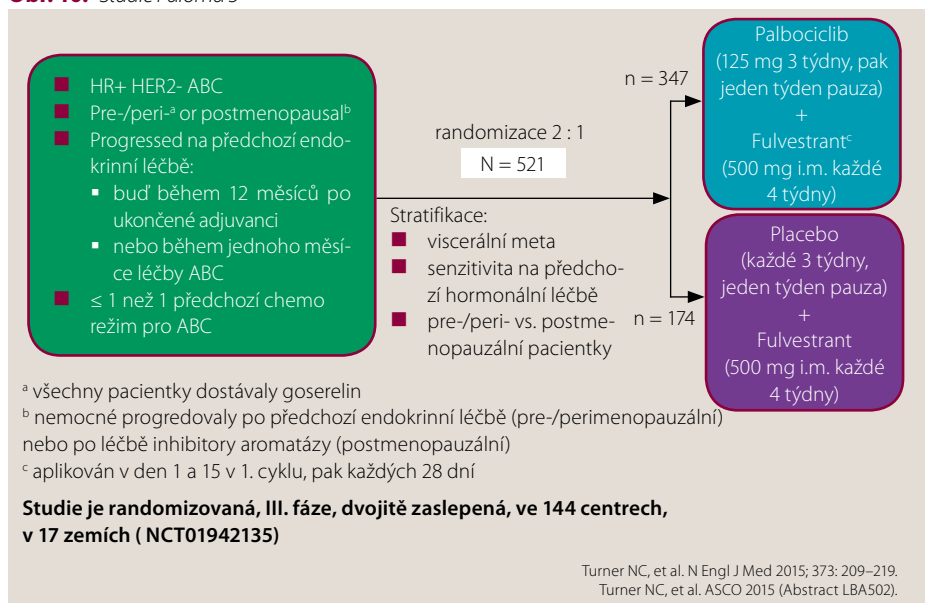 Obr. Studie Paloma 3
■ HR+ HER2- ABC
■ Pre-/peri-ᵃ or postmenopausalᵇ
■ Progressed na předchozí endo-
krinní léčbě:
▪ buď během 12 měsíců po
ukončené adjuvanci
▪ nebo během jednoho měsí-
ce léčby ABC
■ ≤ 1 než 1 předchozí chemo
režim pro ABC
randomizace 2 : 1
N = 521
Stratifikace:
■ viscerální meta
■ senzitivita na předcho-
zí hormonální léčbě
■ pre-/peri- vs. postme-
nopauzální pacientky
n = 347
Palbociclib
(125 mg 3 týdny, pak
jeden týden pauza)
+
Fulvestrantᶜ
(500 mg i.m. každé
4 týdny)
n = 174
Placebo
(každé 3 týdny,
jeden týden pauza)
+
Fulvestrant
(500 mg i.m. každé
4 týdny)
ᵃ všechny pacientky dostávaly goserelin
ᵇ nemocné progredovaly po předchozí endokrinní léčbě (pre-/perimenopauzální)
nebo po léčbě inhibitory aromatázy (postmenopauzální)
ᶜ aplikován v den 1 a 15 v 1. cyklu, pak každých 28 dní
Studie je randomizovaná, III. fáze, dvojitě zaslepená, ve 144 centrech,
v 17 zemích ( NCT01942135)
Turner NC, et al. N Engl J Med 2015; 373: 209–219.
Turner NC, et al. ASCO 2015 (Abstract LBA502).